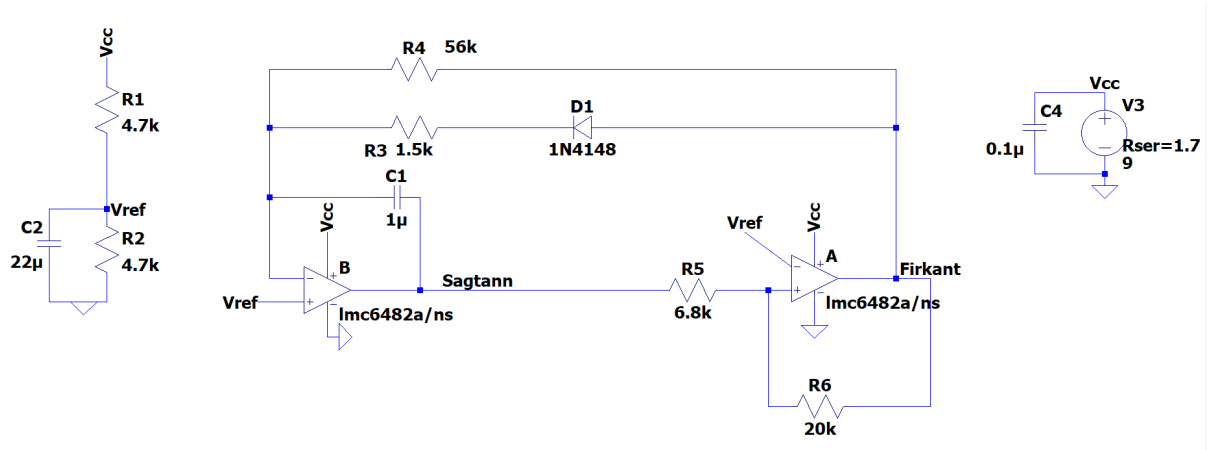 Vcc
R1
4.7k
Vref
C2
22µ
R2
4.7k
R4 56k
D1
R3 1.5k
1N4148
C1
1µ
Vcc
B
Vref
lmc6482a/ns
Sagtann
R5
6.8k
Vref
Vcc
A
Firkant
lmc6482a/ns
R6
20k
Vcc
C4
V3
0.1µ
Rser=1.7
9